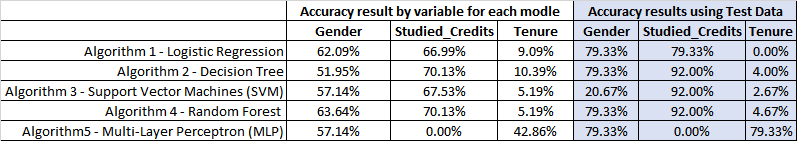 Accuracy result by variable for each modle Accuracy results using Test Data
Gender Studied_Credits Tenure Gender Studied_Credits Tenure
Algorithm 1 - Logistic Regression 62.09% 66.99% 9.09% 79.33% 79.33% 0.00%
Algorithm 2 - Decision Tree 51.95% 70.13% 10.39% 79.33% 92.00% 4.00%
Algorithm 3 - Support Vector Machines (SVM) 57.14% 67.53% 5.19% 20.67% 92.00% 2.67%
Algorithm 4 - Random Forest 63.64% 70.13% 5.19% 79.33% 92.00% 4.67%
Algorithm5 - Multi-Layer Perceptron (MLP) 57.14% 0.00% 42.86% 79.33% 0.00% 79.33%